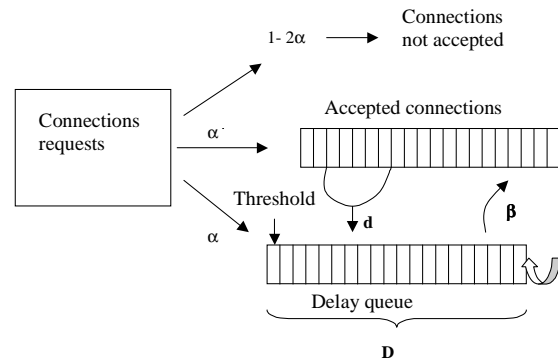 Connections
1- 2α
not accepted
Connections
requests
Accepted connections
α
Threshold
d
β
α
Delay queue
D